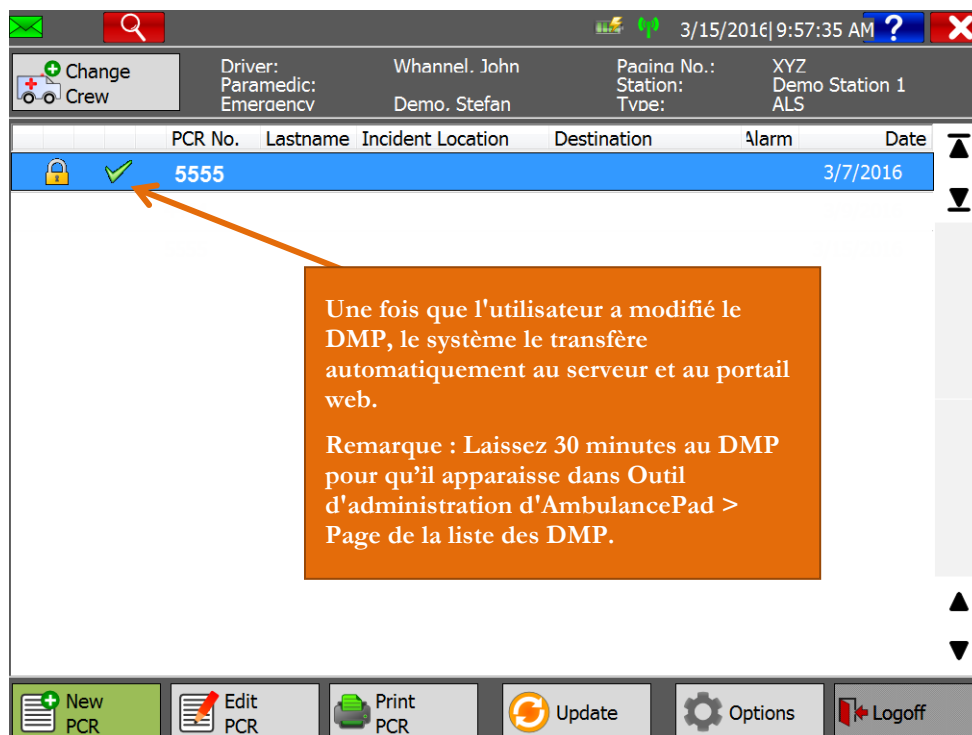 3/15/2016 9:57:35 AM ?
Change Crew
Driver: Whannel, John Paging No.: XYZ
Paramedic: Station: Demo Station 1
Emergency Demo, Stefan Type: ALS
PCR No. Lastname Incident Location Destination Alarm Date
5555 3/7/2016
Une fois que l'utilisateur a modifié le
DMP, le système le transfère
automatiquement au serveur et au portail
web.
Remarque : Laissez 30 minutes au DMP
pour qu’il apparaisse dans Outil
d'administration d'AmbulancePad >
Page de la liste des DMP.
New PCR
Edit PCR
Print PCR
Update
Options
Logoff